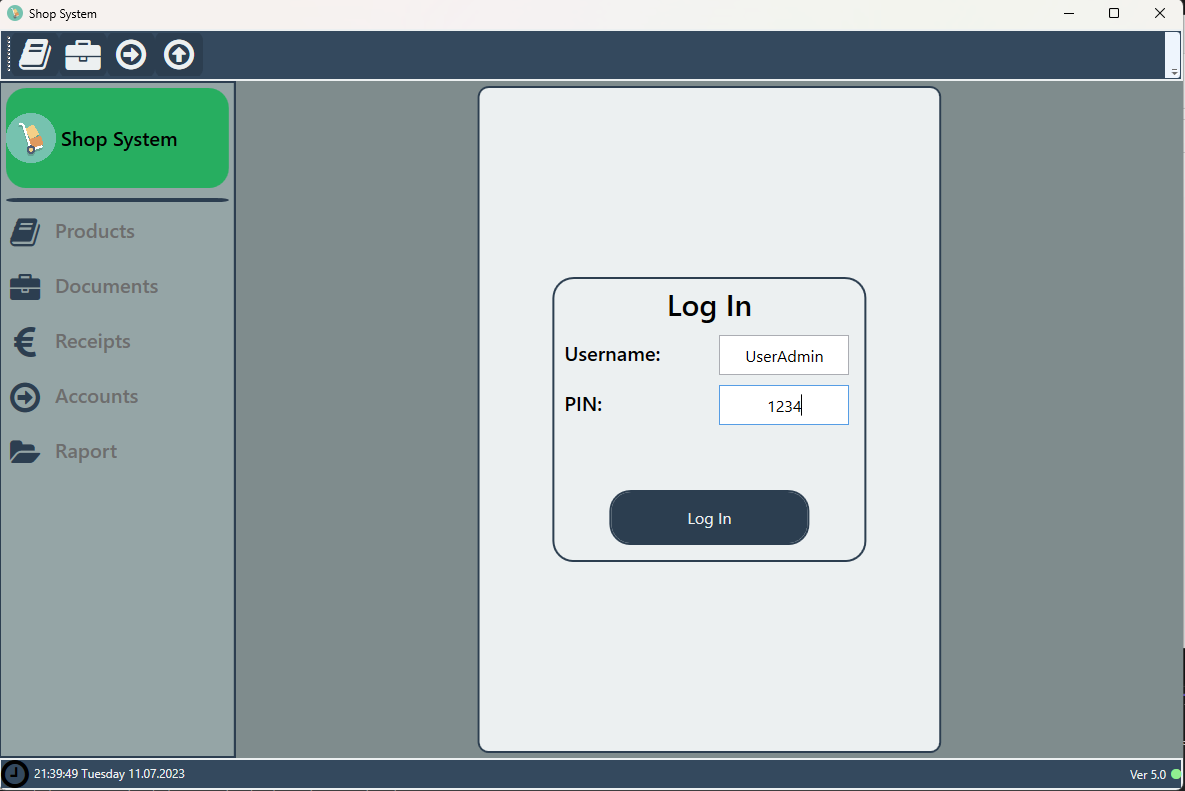 Shop System
Shop System
Products
Documents
Receipts
Accounts
Raport
Log In
Username:
UserAdmin
PIN:
1234
Log In
21:39:49 Tuesday 11.07.2023
Ver 5.0